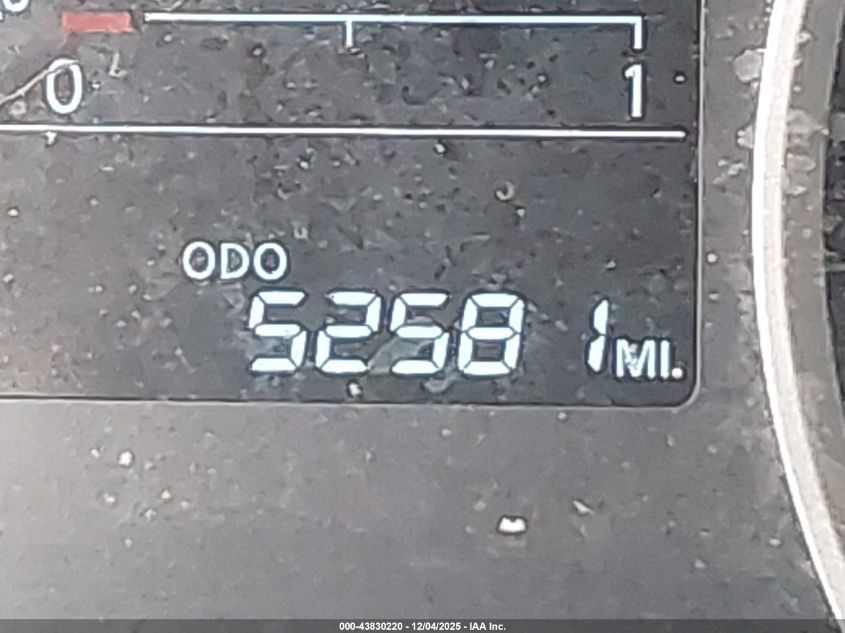 0 1
ODO
52581 MI.
000-43830220 - 12/04/2025 - IAA Inc.